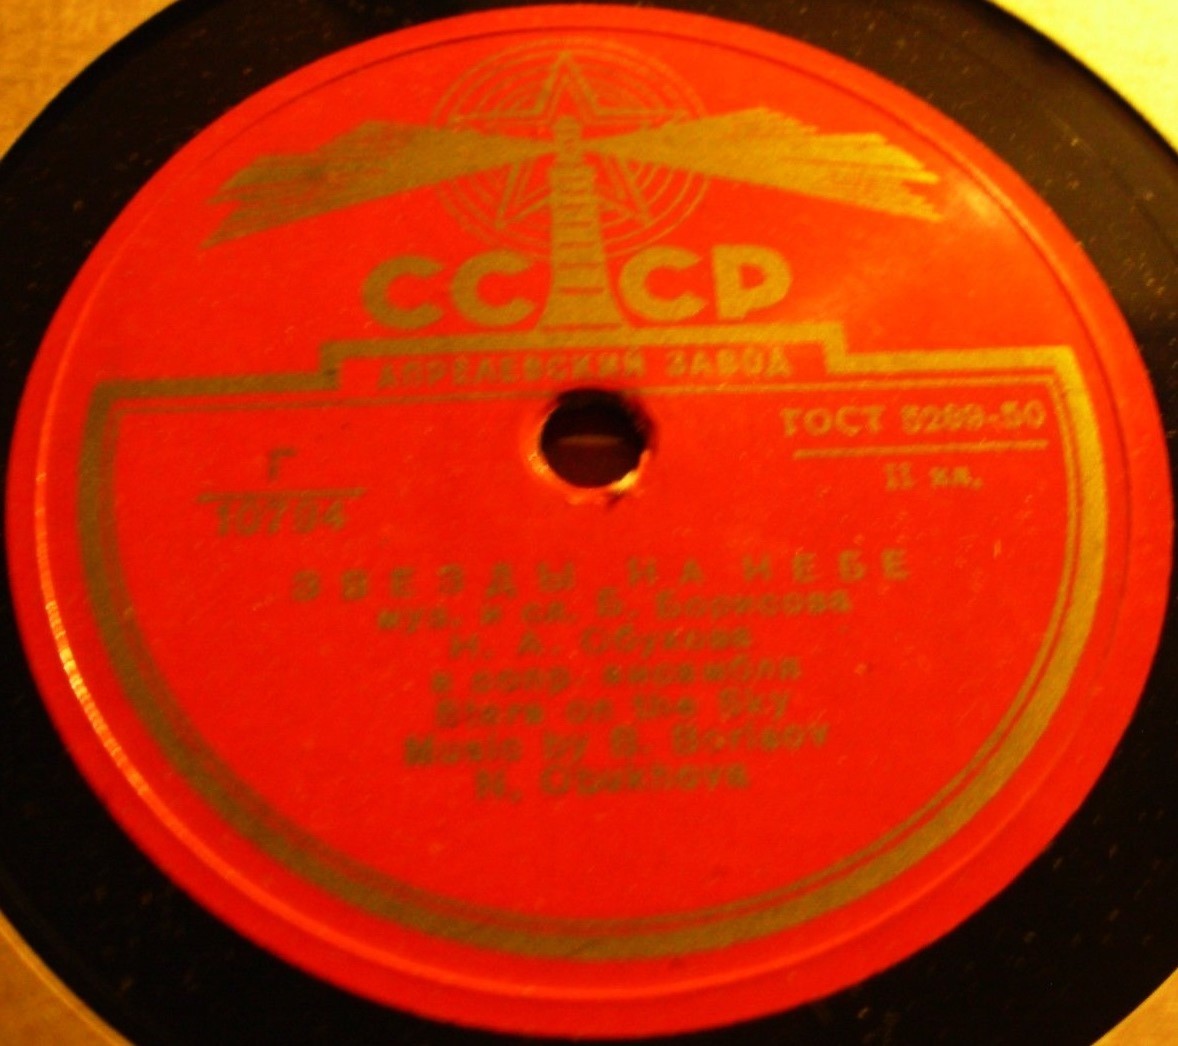 СССР
АПРЕЛЕВСКИЙ ЗАВОД
ГОСТ 5289-50
II кл.
Г
10794
ЗВЕЗДЫ НА НЕБЕ
муз. и сл. Б. Борисова
Н. А. Обухова
в сопр. ансамбля
Stars on the Sky
Music by B. Borisov
N. Obukhova